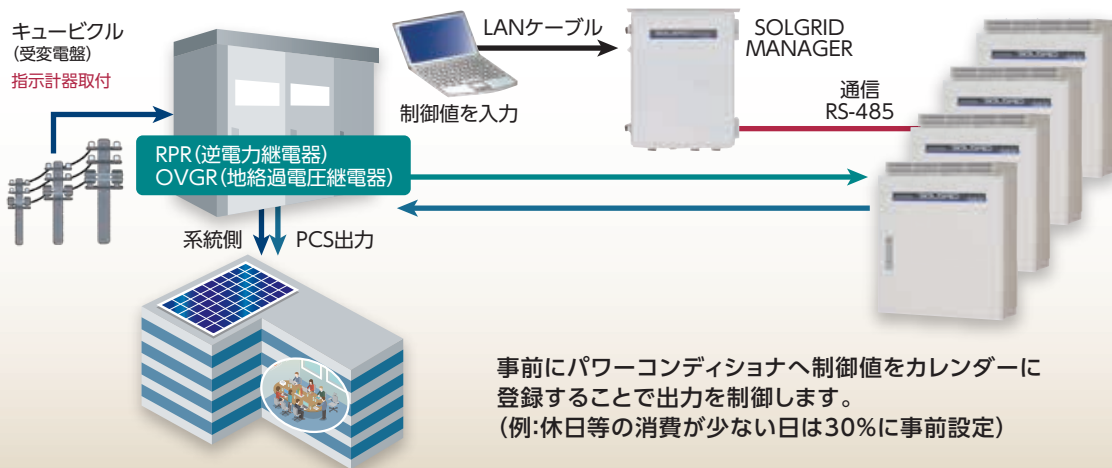 キュービクル
(受変電盤)
指示計器取付
LANケーブル
制御値を入力
SOLGRID
MANAGER
通信
RS-485
RPR(逆電力継電器)
OVGR(地絡過電圧継電器)
系統側
PCS出力
事前にパワーコンディショナへ制御値をカレンダーに
登録することで出力を制御します。
(例:休日等の消費が少ない日は30%に事前設定)
SOLGRID